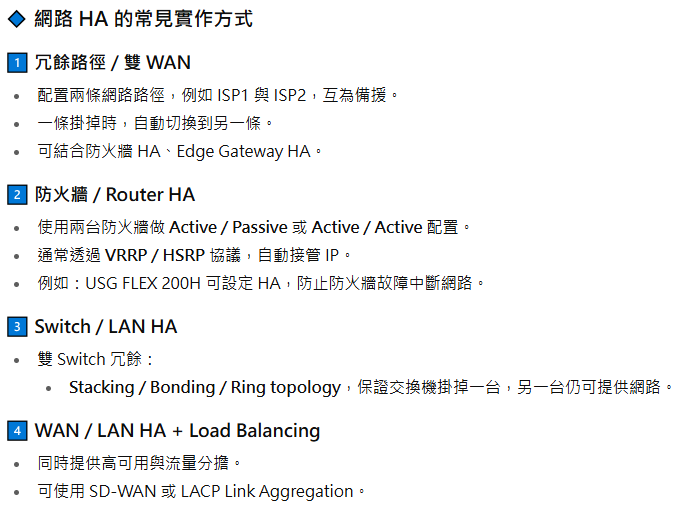 網路 HA 的常見實作方式
1 冗餘路徑 / 雙 WAN
• 配置兩條網路路徑，例如 ISP1 與 ISP2，互為備援。
• 一條掛掉時，自動切換到另一條。
• 可結合防火牆 HA、Edge Gateway HA。
2 防火牆 / Router HA
• 使用兩台防火牆做 Active / Passive 或 Active / Active 配置。
• 通常透過 VRRP / HSRP 協議，自動接管 IP。
• 例如：USG FLEX 200H 可設定 HA，防止防火牆故障中斷網路。
3 Switch / LAN HA
• 雙 Switch 冗餘：
• Stacking / Bonding / Ring topology，保證交換機掛掉一台，另一台仍可提供網路。
4 WAN / LAN HA + Load Balancing
• 同時提供高可用與流量分擔。
• 可使用 SD-WAN 或 LACP Link Aggregation。